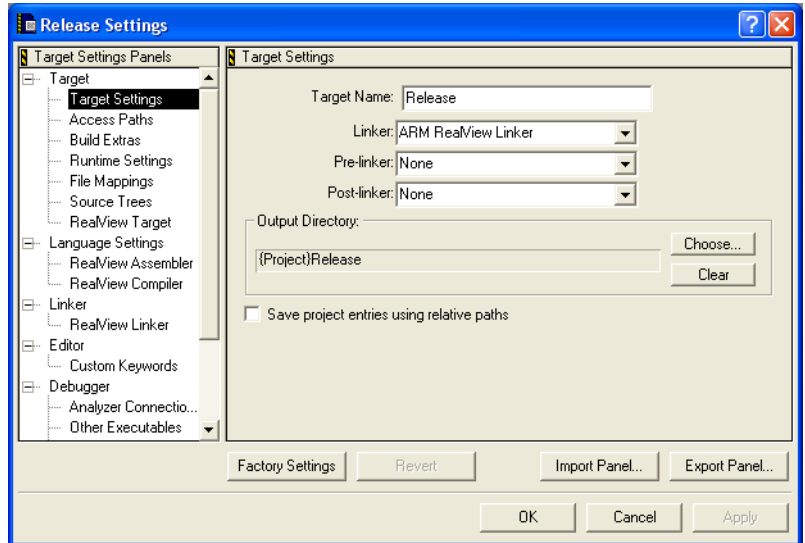 Release Settings
Target Settings Panels
Target
Target Settings
Access Paths
Build Extras
Runtime Settings
File Mappings
Source Trees
RealView Target
Language Settings
RealView Assembler
RealView Compiler
Linker
RealView Linker
Editor
Custom Keywords
Debugger
Analyzer Connectio...
Other Executables
Target Settings
Target Name: Release
Linker: ARM RealView Linker
Pre-linker: None
Post-linker: None
Output Directory:
{Project}Release
Choose...
Clear
Save project entries using relative paths
Factory Settings
Revert
Import Panel...
Export Panel...
OK
Cancel
Apply